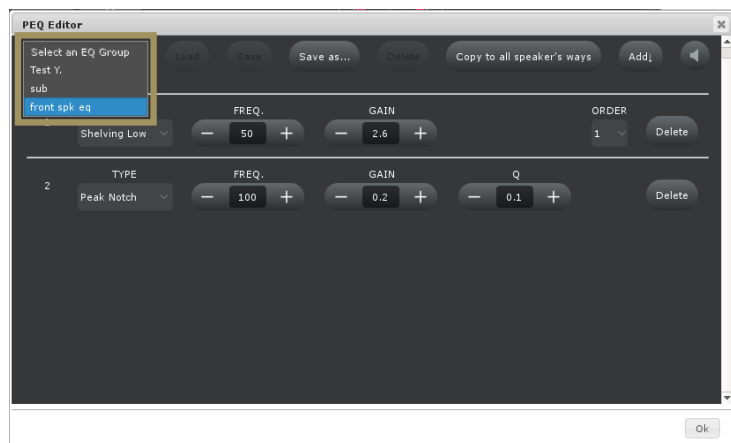 PEQ Editor
Select an EQ Group
Test Y.
sub
front spk eq
Load Save Save as... Delete Copy to all speaker's ways Add↓
FREQ. GAIN ORDER
Shelving Low − 50 + − 2.6 + 1 Delete
TYPE FREQ. GAIN Q
2 Peak Notch − 100 + − 0.2 + − 0.1 + Delete
Ok